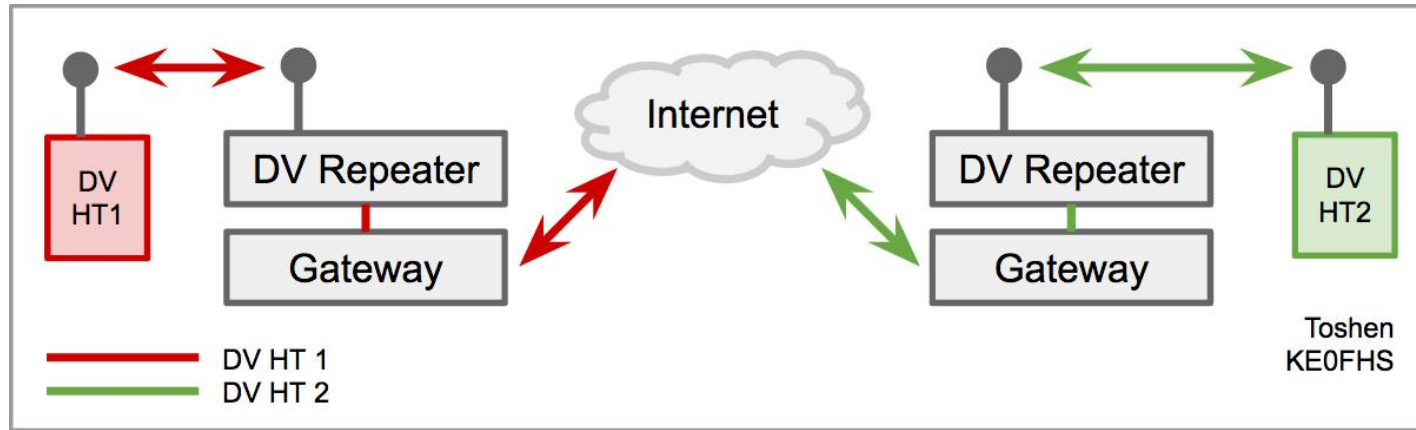 DV
HT1
DV Repeater
Gateway
Internet
DV Repeater
Gateway
DV
HT2
DV HT 1
DV HT 2
Toshen
KE0FHS